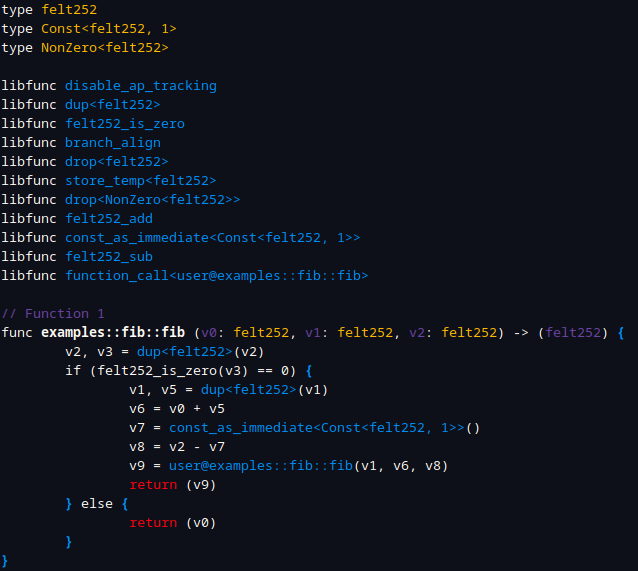 type felt252
type Const<felt252, 1>
type NonZero<felt252>

libfunc disable_ap_tracking
libfunc dup<felt252>
libfunc felt252_is_zero
libfunc branch_align
libfunc drop<felt252>
libfunc store_temp<felt252>
libfunc drop<NonZero<felt252>>
libfunc felt252_add
libfunc const_as_immediate<Const<felt252, 1>>
libfunc felt252_sub
libfunc function_call<user@examples::fib::fib>

// Function 1
func examples::fib::fib (v0: felt252, v1: felt252, v2: felt252) -> (felt252) {
        v2, v3 = dup<felt252>(v2)
        if (felt252_is_zero(v3) == 0) {
                v1, v5 = dup<felt252>(v1)
                v6 = v0 + v5
                v7 = const_as_immediate<Const<felt252, 1>>()
                v8 = v2 - v7
                v9 = user@examples::fib::fib(v1, v6, v8)
                return (v9)
        } else {
                return (v0)
        }
}